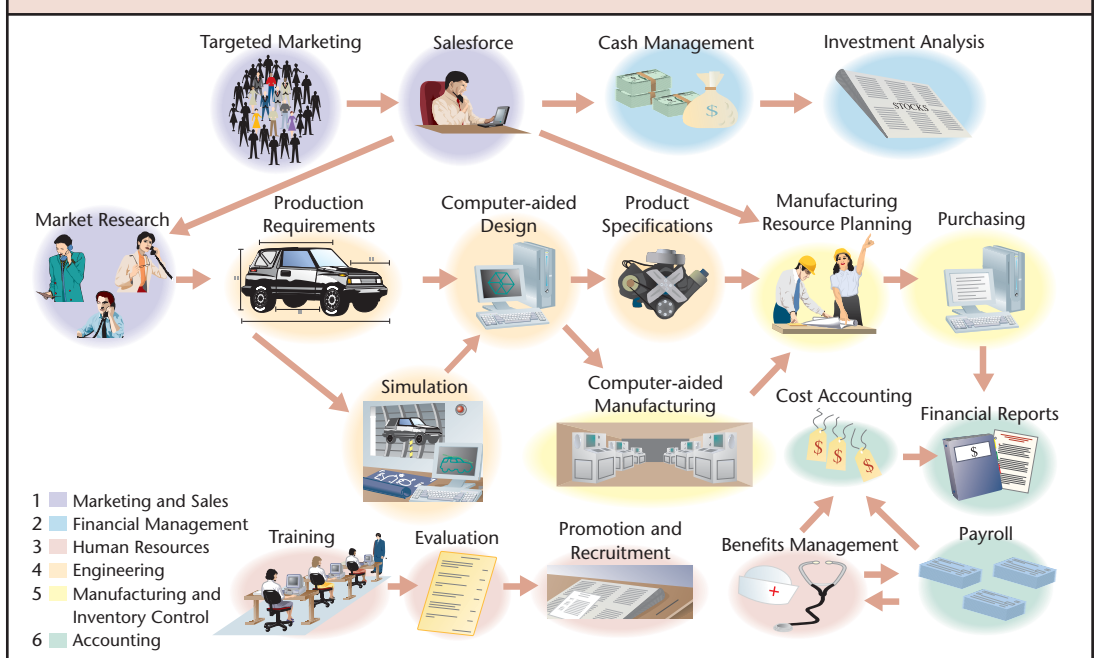 Targeted Marketing
Salesforce
Cash Management
Investment Analysis
$
STOCKS
Market Research
Production
Requirements
Computer-aided
Design
Product
Specifications
Manufacturing
Resource Planning
Purchasing
Simulation
Computer-aided
Manufacturing
Cost Accounting
Financial Reports
$
$
$
$
1 Marketing and Sales
2 Financial Management
3 Human Resources
4 Engineering
5 Manufacturing and
Inventory Control
6 Accounting
Training
Evaluation
Promotion and
Recruitment
Benefits Management
Payroll